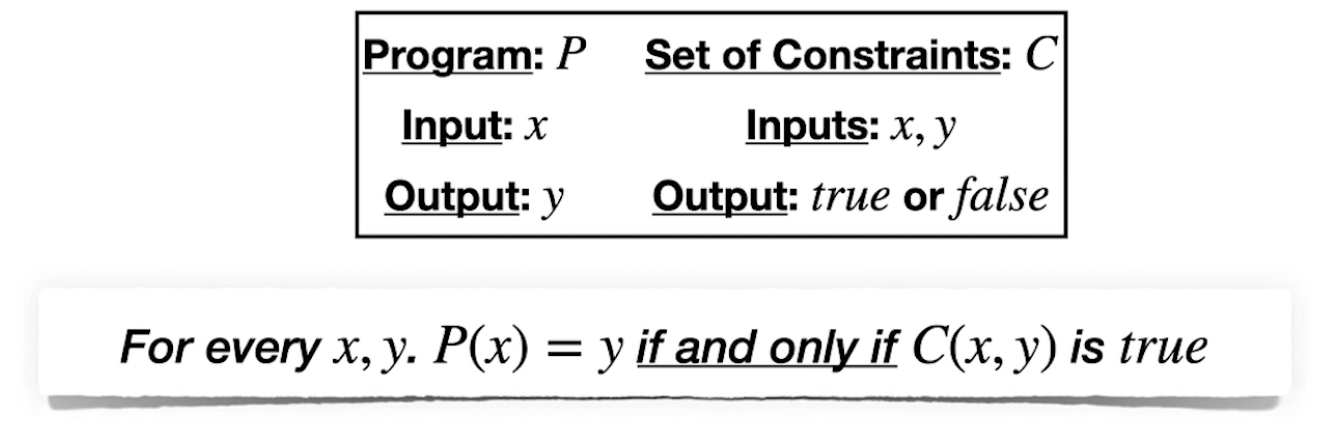 Program: P Set of Constraints: C
Input: x Inputs: x, y
Output: y Output: true or false
For every x, y. P(x) = y if and only if C(x, y) is true